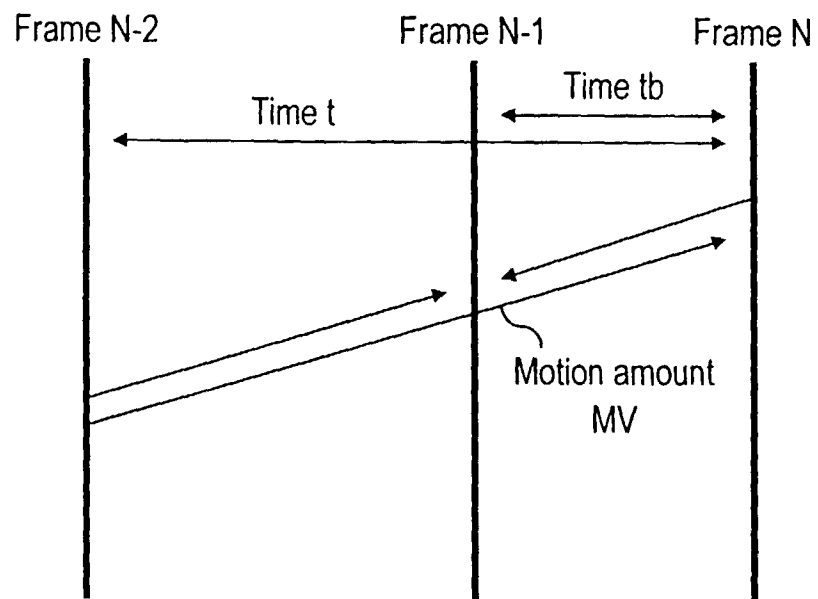 Frame N-2
Frame N-1
Frame N
Time t
Time tb
Motion amount
MV